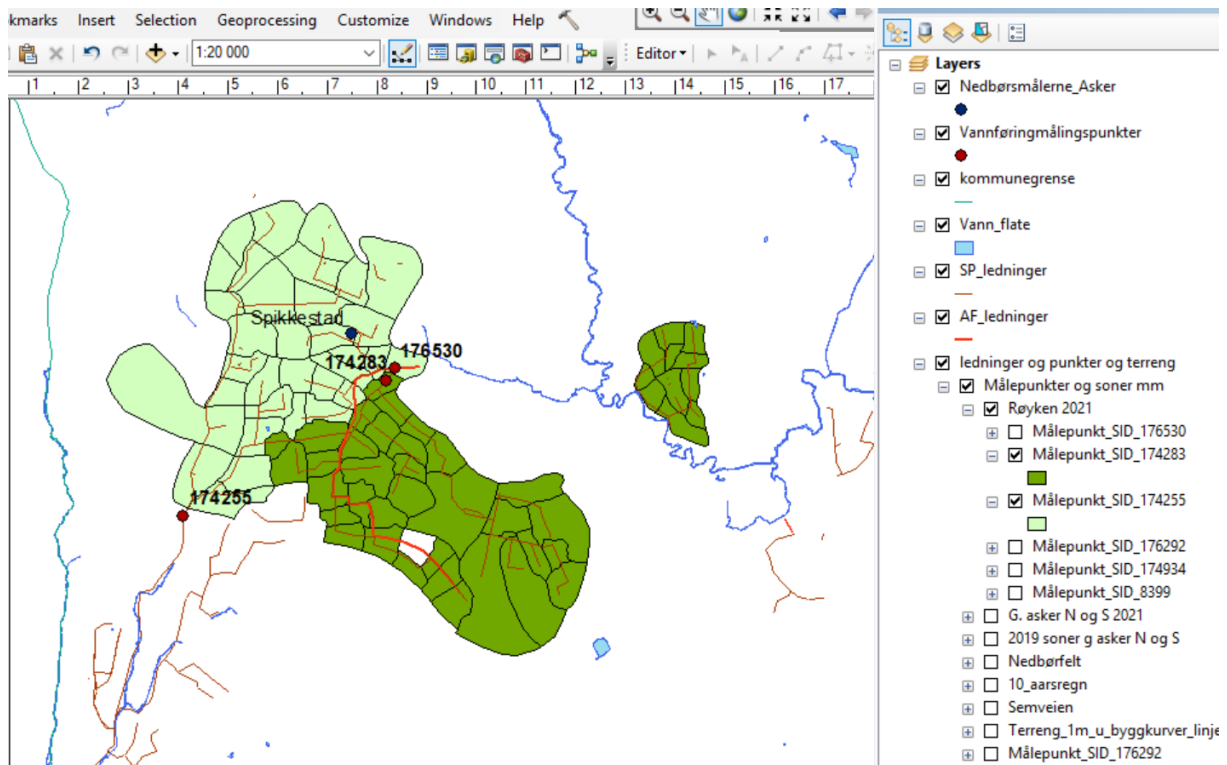 kmarks Insert Selection Geoprocessing Customize Windows Help
1:20 000 Editor
1 2 3 4 5 6 7 8 9 10 11 12 13 14 15 16 17
Spikkestad
174283 176530
174255
Layers
Nedbørsmålerne_Asker
Vannføringmålingspunkter
kommunegrense
Vann_flate
SP_ledninger
AF_ledninger
ledninger og punkter og terreng
Målepunkter og soner mm
Røyken 2021
Målepunkt_SID_176530
Målepunkt_SID_174283
Målepunkt_SID_174255
Målepunkt_SID_176292
Målepunkt_SID_174934
Målepunkt_SID_8399
G. asker N og S 2021
2019 soner g asker N og S
Nedbørfelt
10_aarsregn
Semveien
Terreng_1m_u_byggkurver_linje
Målepunkt_SID_176292